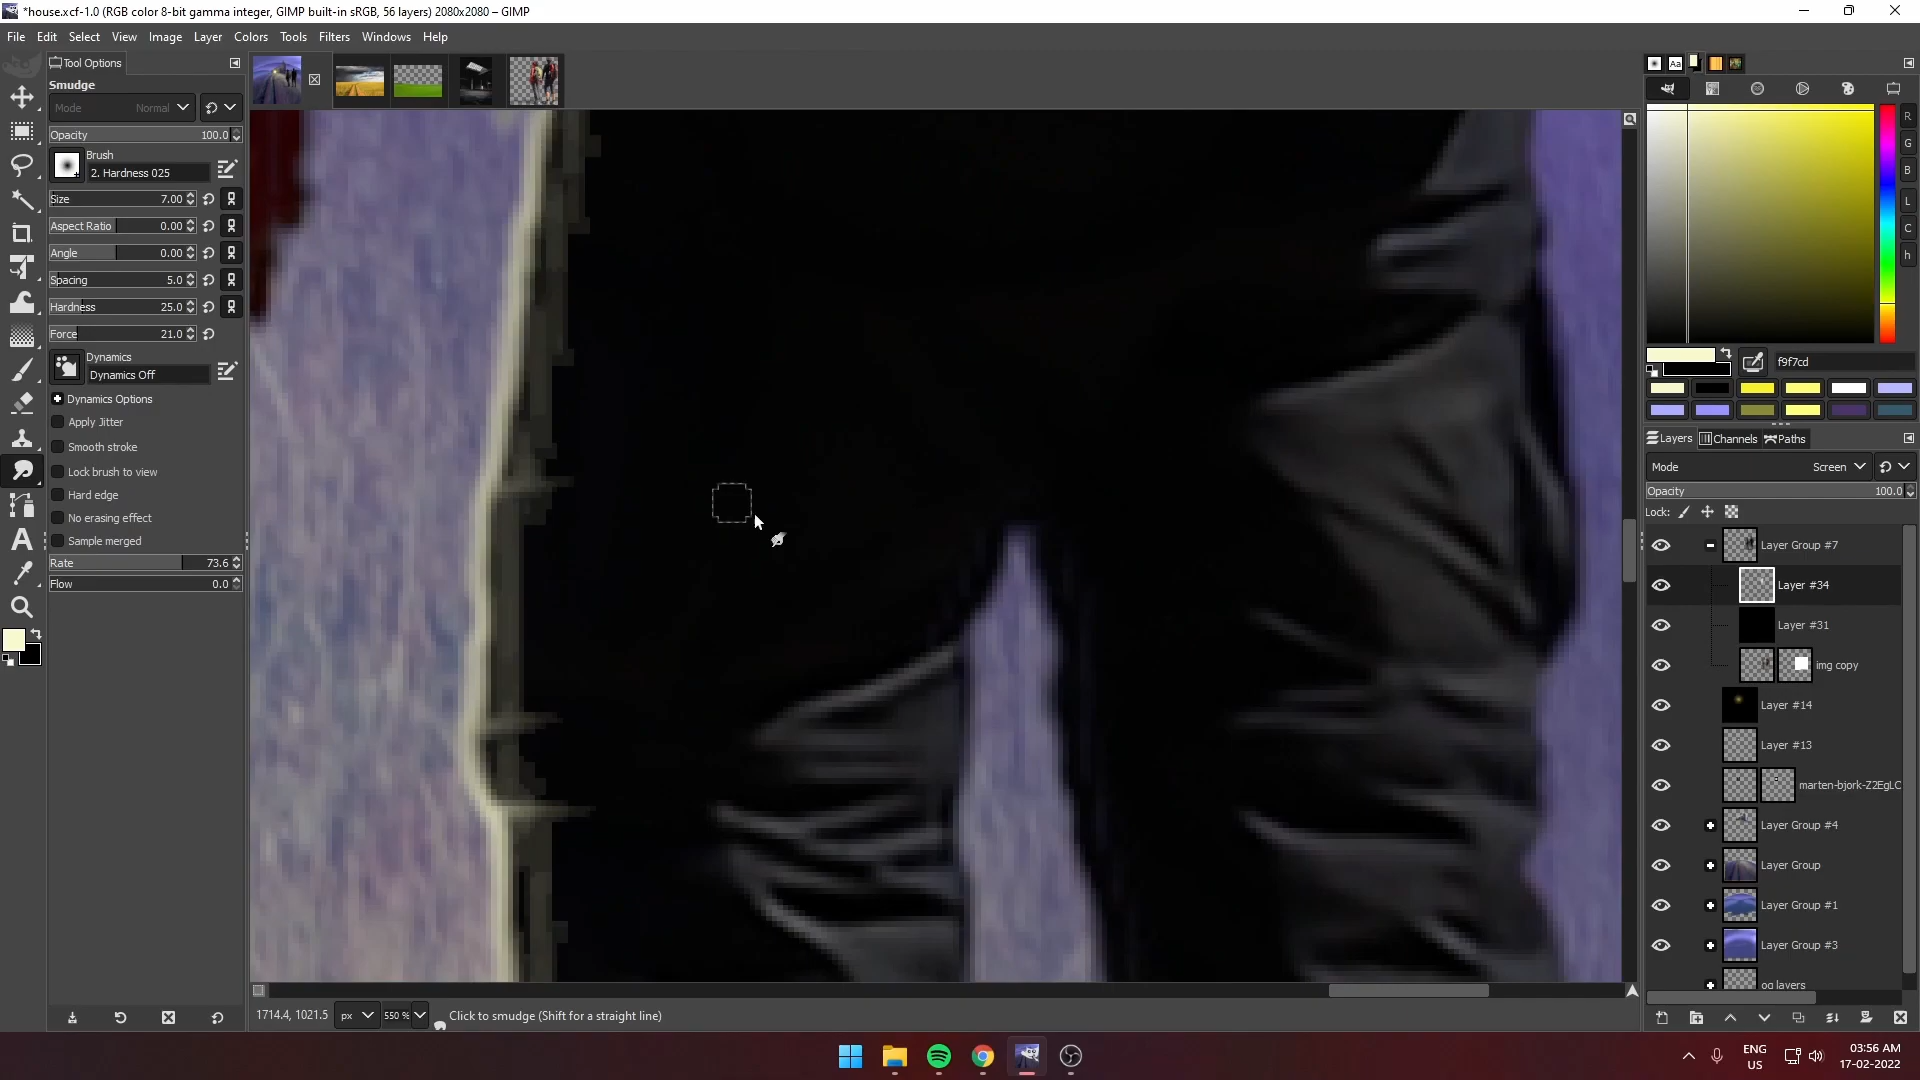 *house.xcf-1.0 (RGB color 8-bit gamma integer, GIMP built-in sRGB, 56 layers) 2080x2080 – GIMP
File Edit Select View Image Layer Colors Tools Filters Windows Help
Tool Options
Smudge
Mode Normal
Opacity 100.0
Brush
2. Hardness 025
Size 7.00
Aspect Ratio 0.00
Angle 0.00
Spacing 5.0
Hardness 25.0
Force 21.0
Dynamics
Dynamics Off
Dynamics Options
Apply Jitter
Smooth stroke
Lock brush to view
Hard edge
No erasing effect
Sample merged
Rate 73.6
Flow 0.0
R
G
B
L
C
h
f9f7cd
Layers Channels Paths
Mode Screen
Opacity 100.0
Lock:
Layer Group #7
Layer #34
Layer #31
img copy
Layer #14
Layer #13
marten-bjork-Z2EgLC
Layer Group #4
Layer Group
Layer Group #1
Layer Group #3
og layers
1714.4, 1021.5 px 550 % Click to smudge (Shift for a straight line)
ENG
US
03:56 AM
17-02-2022